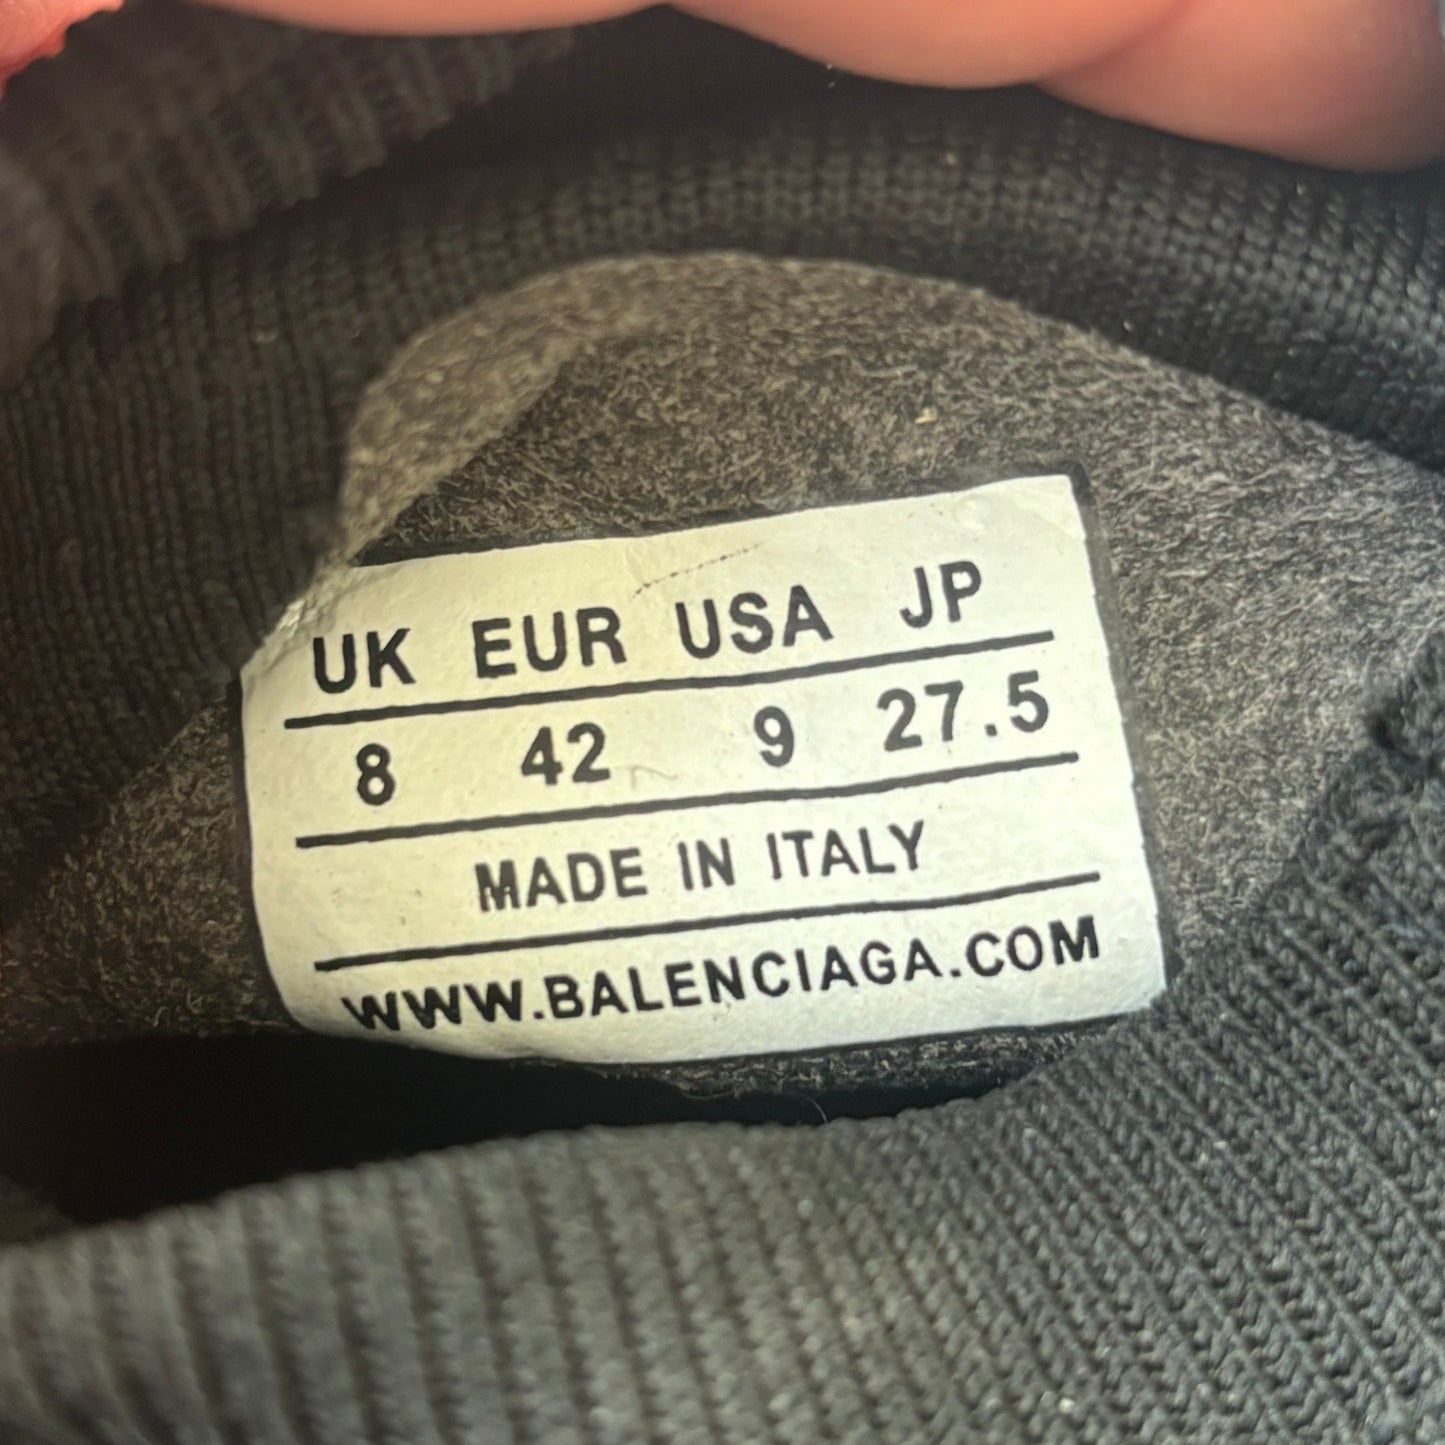 UK EUR USA JP
8 42 9 27.5
MADE IN ITALY
WWW.BALENCIAGA.COM